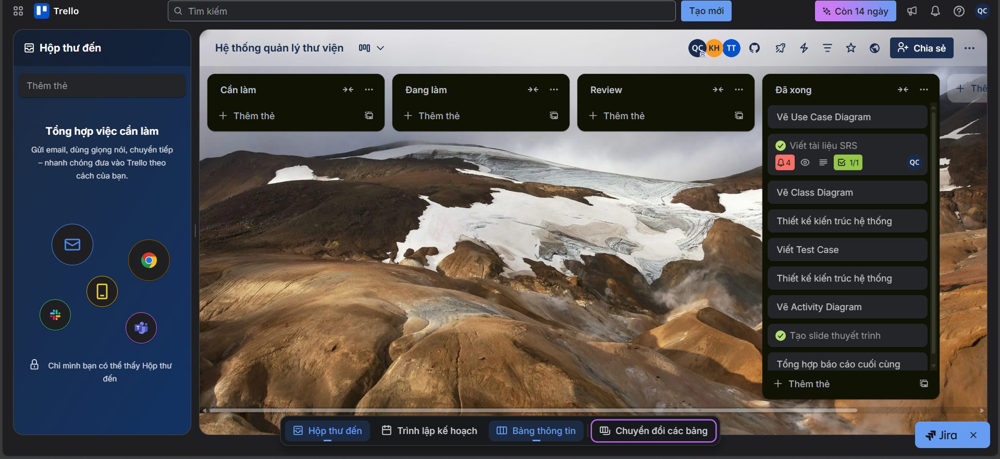 Trello
Tìm kiếm
Tạo mới
Còn 14 ngày
QC
Hộp thư đến
Thêm thẻ
Tổng hợp việc cần làm
Gửi email, dùng giọng nói, chuyển tiếp
– nhanh chóng đưa vào Trello theo
cách của bạn.
T
Chỉ mình bạn có thể thấy Hộp thư
đến
Hệ thống quản lý thư viện
QC
KH
TT
Chia sẻ
Cần làm
Thêm thẻ
Đang làm
Thêm thẻ
Review
Thêm thẻ
Đã xong
Vẽ Use Case Diagram
Viết tài liệu SRS
4
1/1
QC
Vẽ Class Diagram
Thiết kế kiến trúc hệ thống
Viết Test Case
Thiết kế kiến trúc hệ thống
Vẽ Activity Diagram
Tạo slide thuyết trình
Tổng hợp báo cáo cuối cùng
Thêm thẻ
Hộp thư đến
Trình lập kế hoạch
Bảng thông tin
Chuyển đổi các bảng
Jira